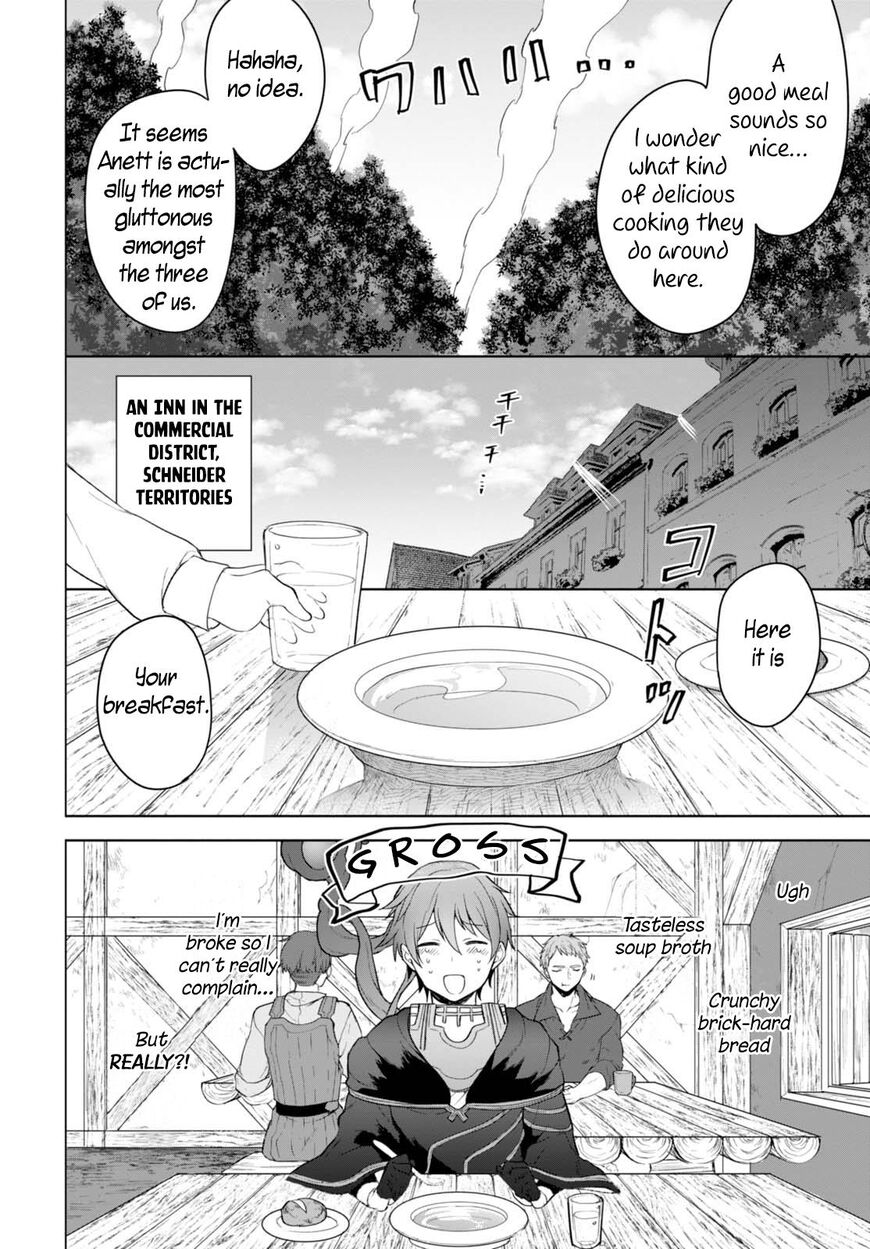 A
good meal
sounds so
nice...
I wonder
what kind
of delicious
cooking they
do around
here.
ワハハハ...
Hahaha,
no idea.
It seems
Anett is actu-
ally the most
gluttonous
amongst
the three
of us.
AN INN IN THE
COMMERCIAL
DISTRICT,
SCHNEIDER
TERRITORIES
チチチ...
Here
it is
コトッ
Your
breakfast.
GROSS
Ugh
Tasteless
soup broth
Crunchy
brick-hard
bread
I'm
broke so I
can't really
complain...
But
REALLY?!